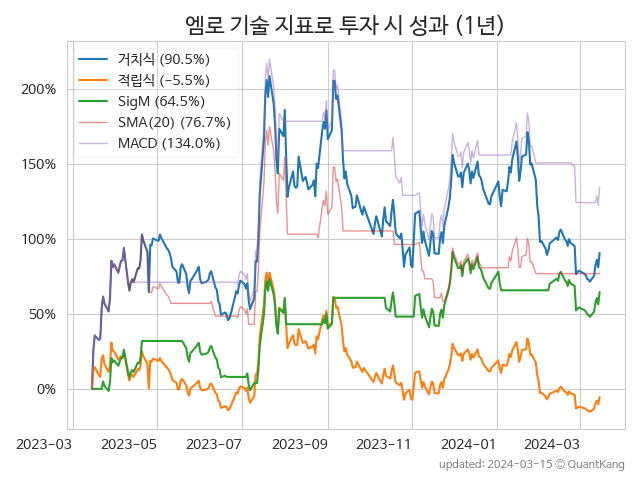 엠로 기술 지표로 투자 시 성과 (1년)
거치식 (90.5%)
적립식 (-5.5%)
SigM (64.5%)
SMA(20) (76.7%)
MACD (134.0%)
200%
150%
100%
50%
0%
2023-03 2023-05 2023-07 2023-09 2023-11 2024-01 2024-03
updated: 2024-03-15 © QuantKang